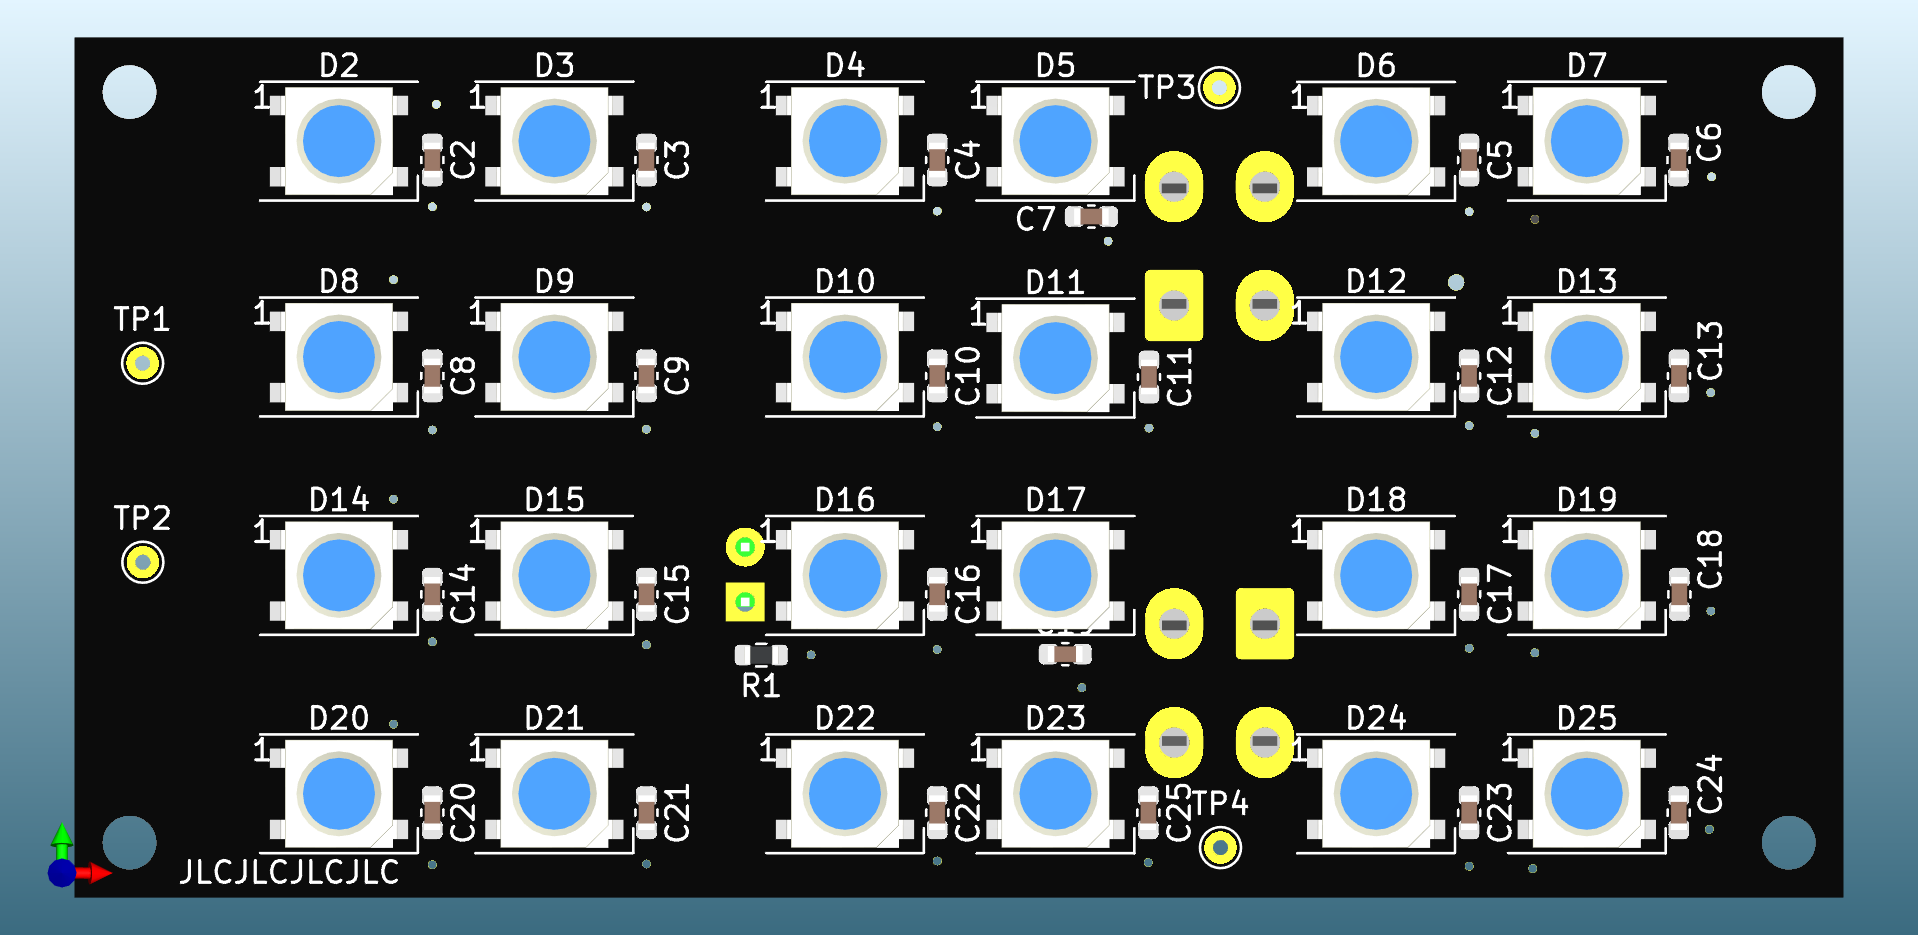 D2 D3 D4 D5 TP3 D6 D7
1 1 1 1 1 1
C2 C3 C4 C5 C6
C7
D8 D9 D10 D11 D12 D13
1 1 1 1 1 1
TP1
C8 C9 C10 C11 C12 C13
D14 D15 D16 D17 D18 D19
TP2
1 1 1 1 1 1
C14 C15 C16 C17 C18
R1
D20 D21 D22 D23 D24 D25
1 1 1 1 1 1
C20 C21 C22 C25 TP4 C23 C24
JLCJLCJLCJLC